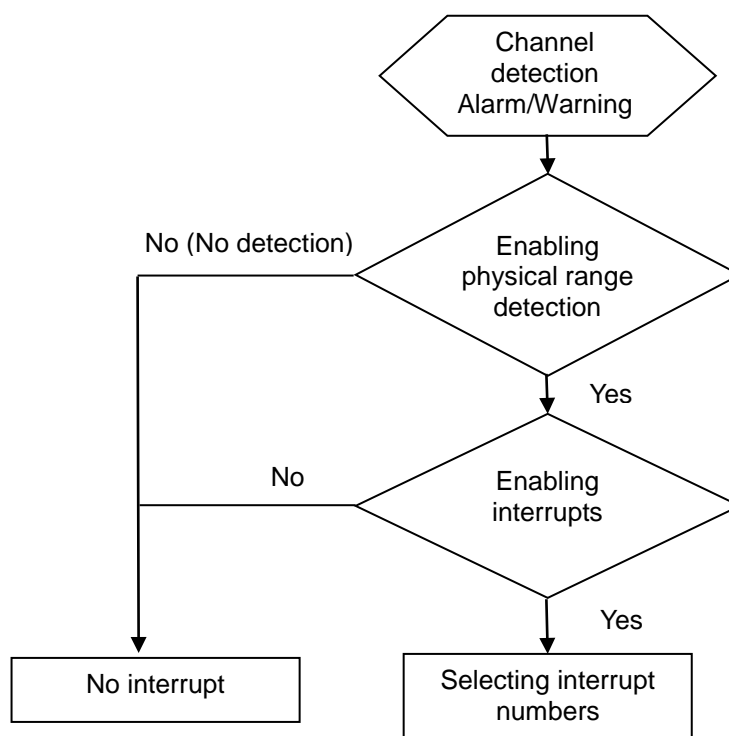 Channel
detection
Alarm/Warning
No (No detection)
Enabling
physical range
detection
Yes
No
Enabling
interrupts
Yes
No interrupt
Selecting interrupt
numbers